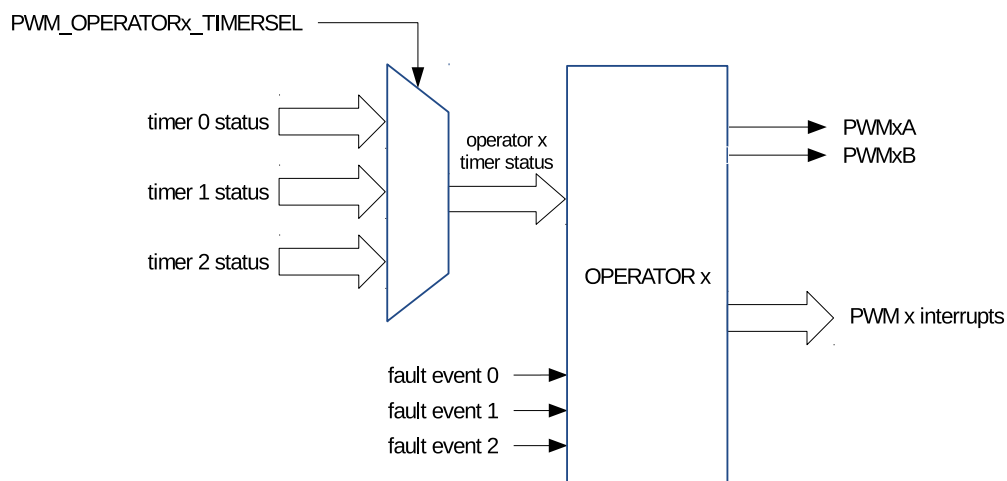 PWM_OPERATORx_TIMERSEL
timer 0 status
timer 1 status
timer 2 status
operator x
timer status
OPERATOR x
PWMxA
PWMxB
PWM x interrupts
fault event 0
fault event 1
fault event 2